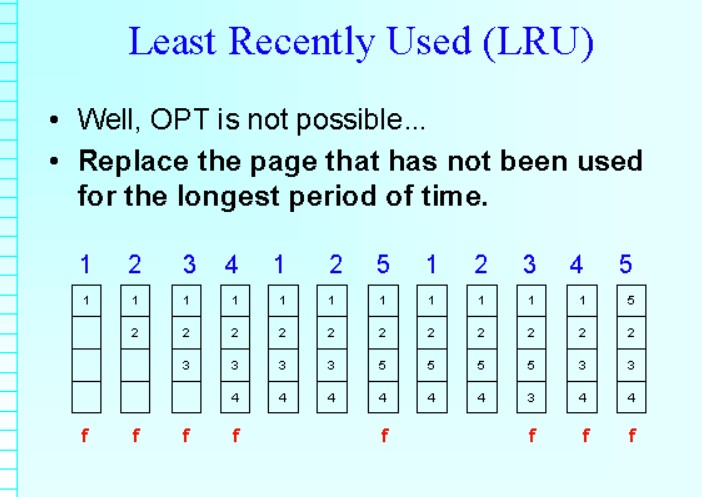 Least Recently Used (LRU)
• Well, OPT is not possible...
• Replace the page that has not been used
for the longest period of time.
1 2 3 4 1 2 5 1 2 3 4 5
1 1 1 1 1 1 1 1 1 1 1 5
2 2 2 2 2 2 2 2 2 2 2
3 3 3 3 5 5 5 5 3 3
4 4 4 4 4 4 3 4 4
f f f f f f f f